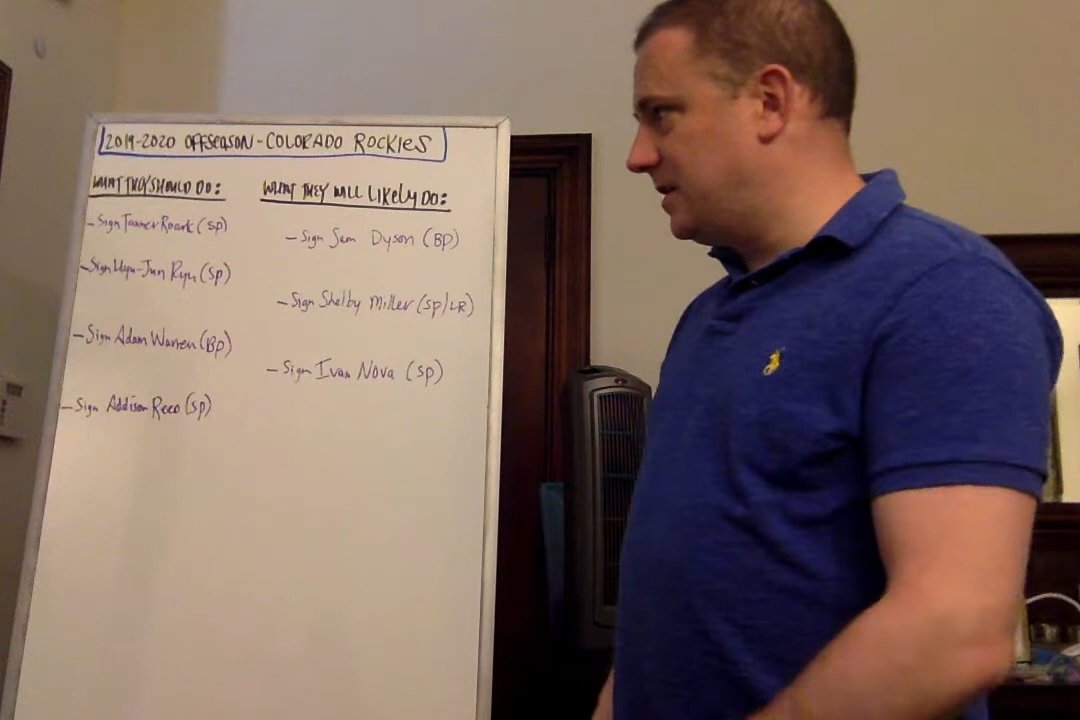 2019-2020 OFFSEASON-COLORADO ROCKIES
WHAT THEY SHOULD DO:
- Sign Tanner Roark (SP)
- Sign Hyu-Jun Ryu (SP)
- Sign Adam Warren (BP)
- Sign Addison Reed (SP)
WHAT THEY WILL LIKELY DO:
- Sign Sam Dyson (BP)
- Sign Shelby Miller (SP/LR)
- Sign Ivan Nova (SP)